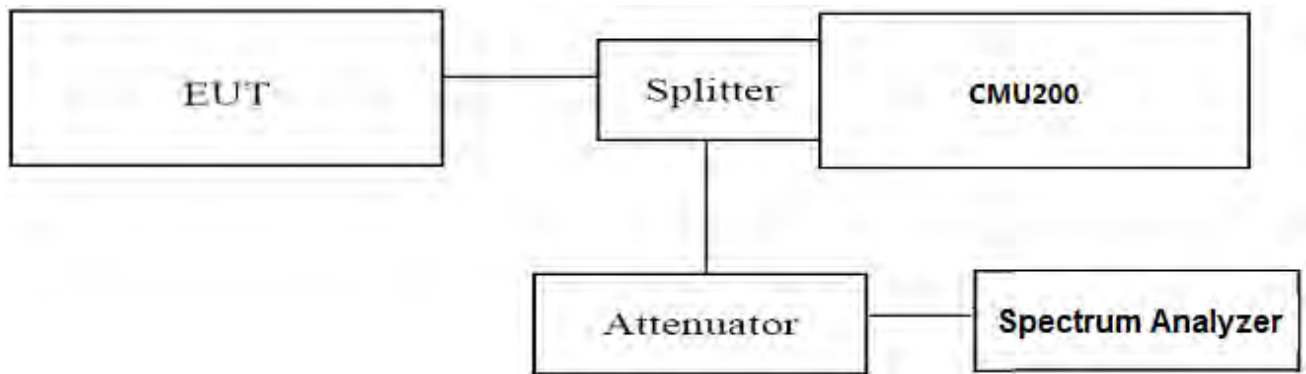 EUT
Splitter
CMU200
Attenuator
Spectrum Analyzer